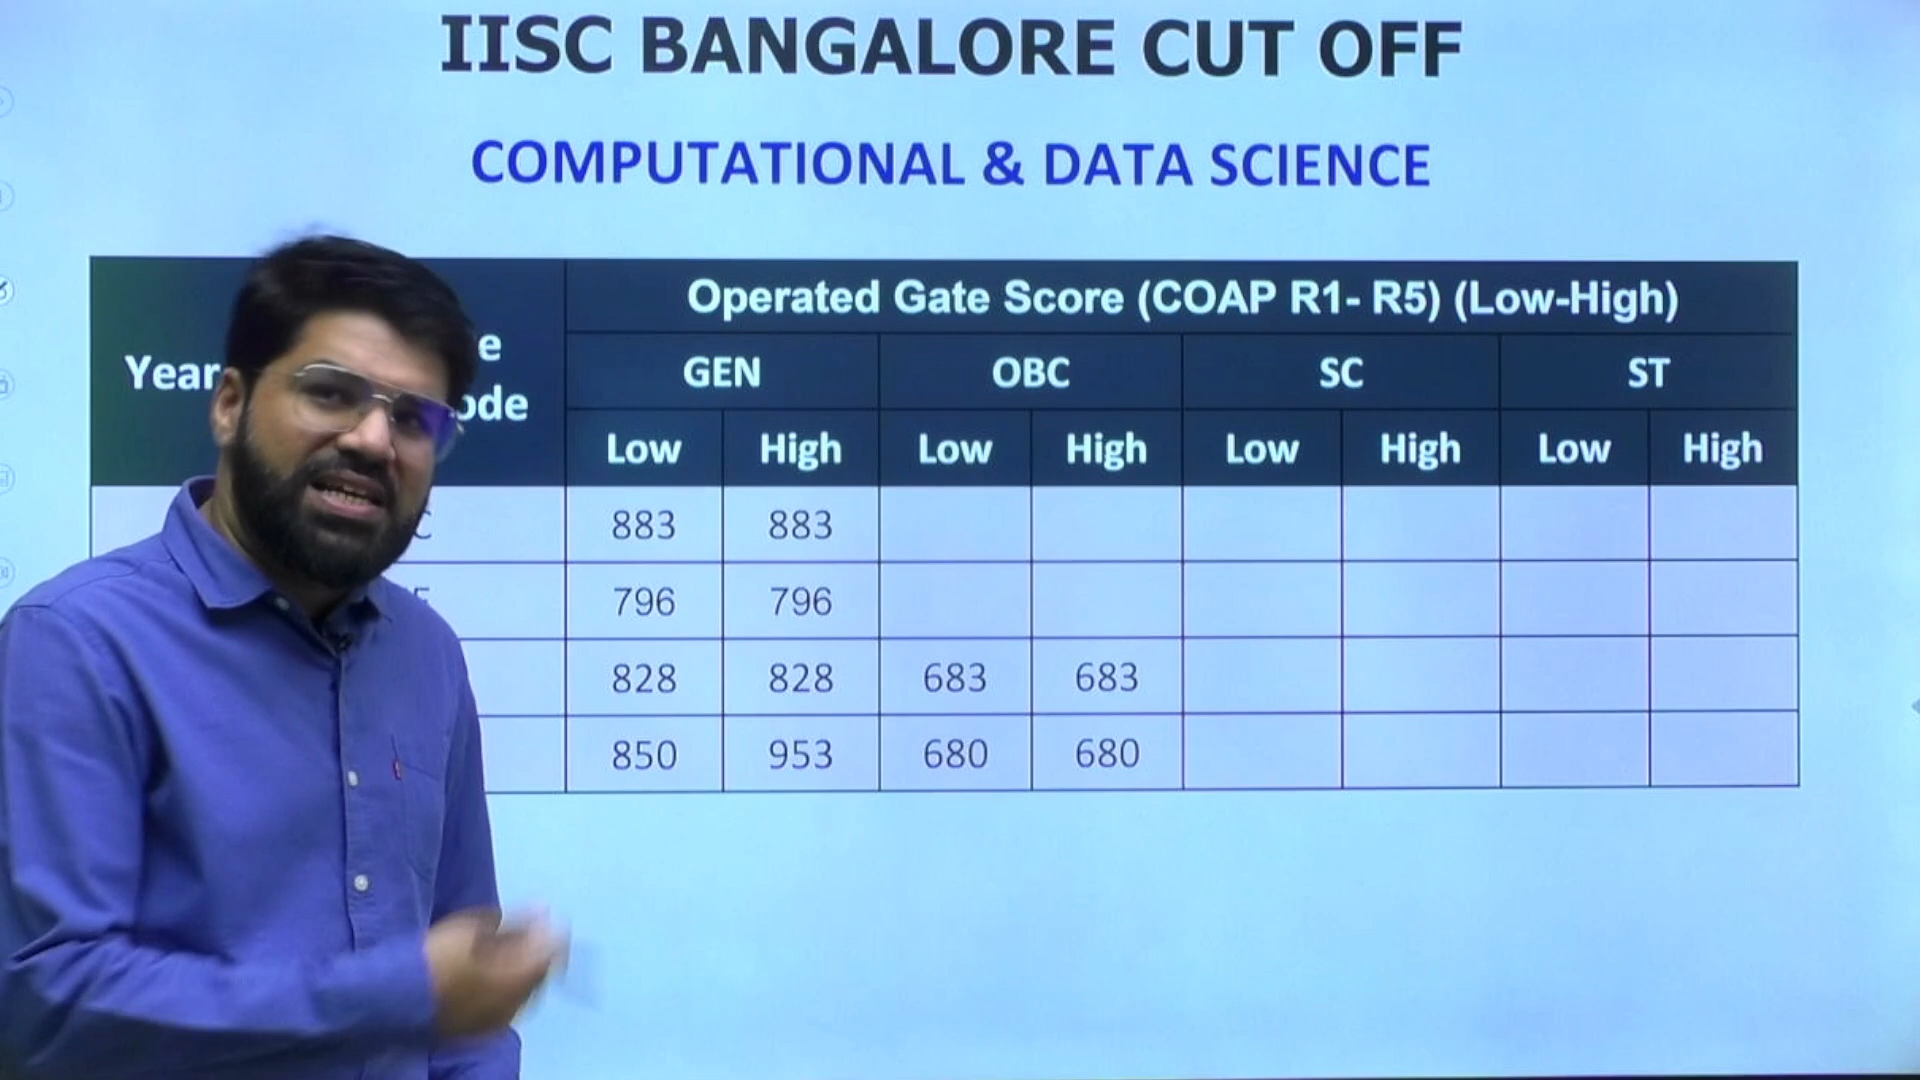 IISC BANGALORE CUT OFF
COMPUTATIONAL & DATA SCIENCE
Operated Gate Score (COAP R1- R5) (Low-High)
Year
GEN OBC SC ST
Low High Low High Low High Low High
883 883
796 796
828 828 683 683
850 953 680 680